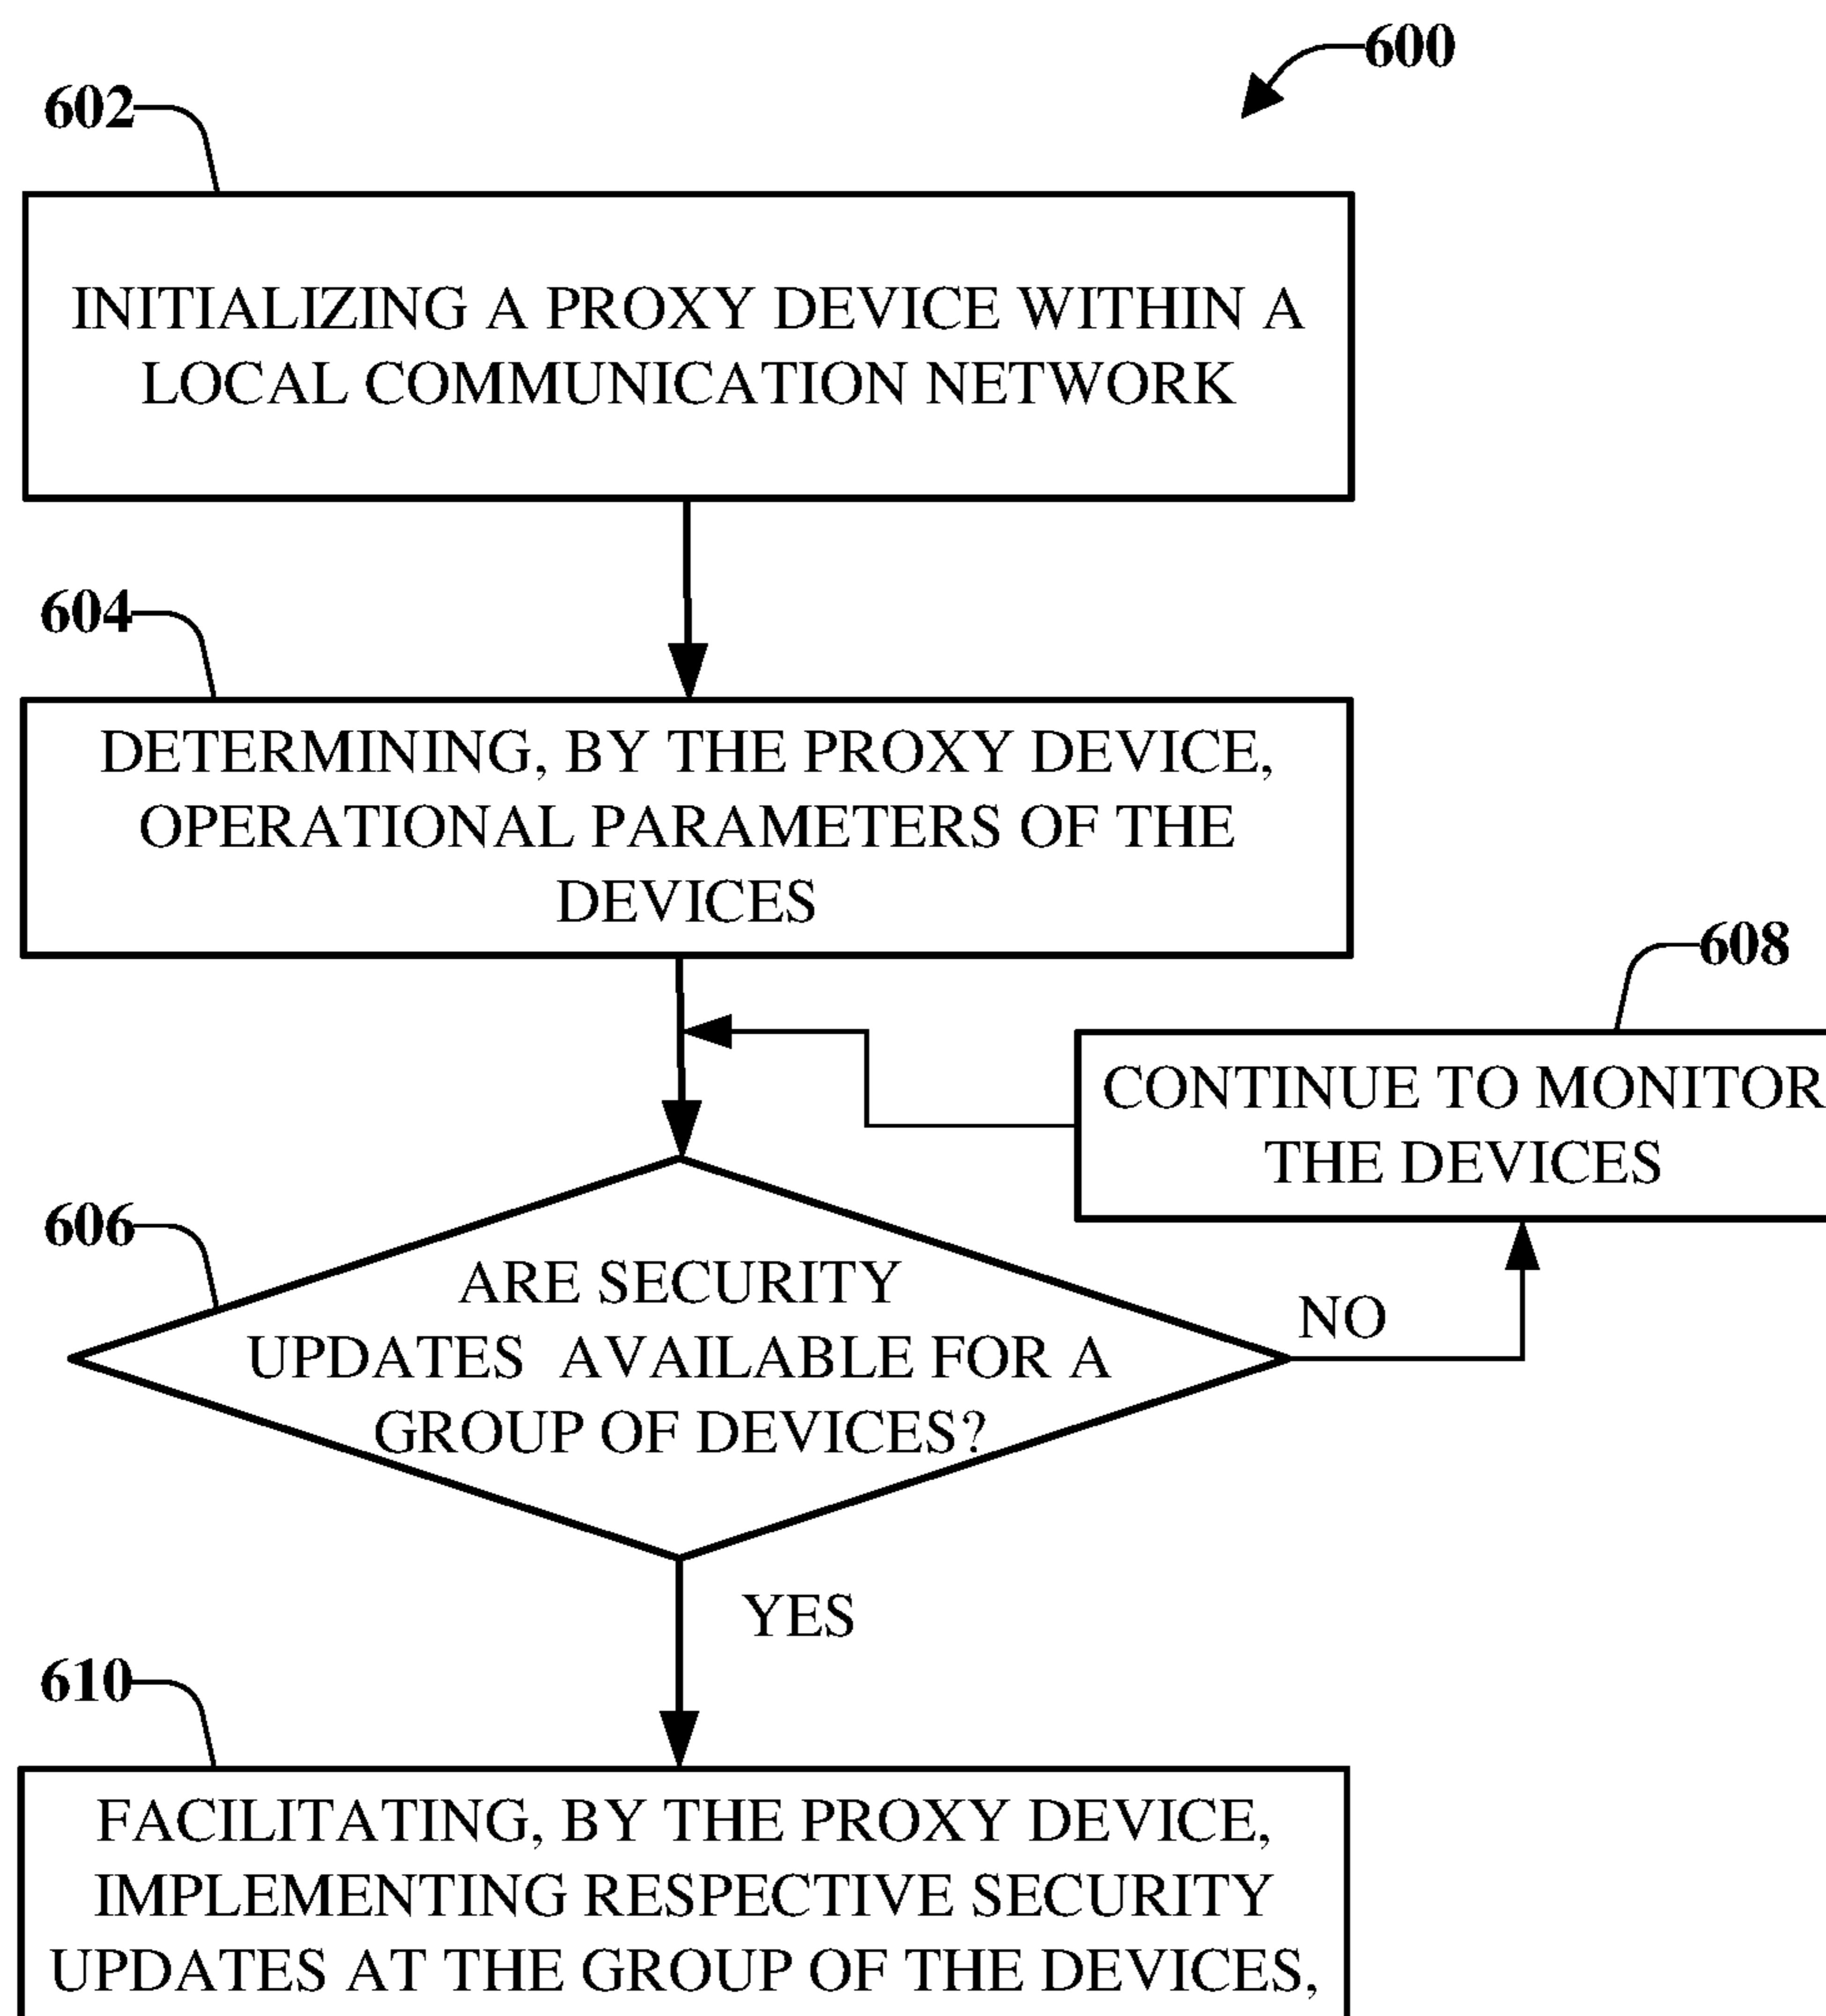 600
602
INITIALIZING A PROXY DEVICE WITHIN A
LOCAL COMMUNICATION NETWORK
604
DETERMINING, BY THE PROXY DEVICE,
OPERATIONAL PARAMETERS OF THE
DEVICES
608
CONTINUE TO MONITOR
THE DEVICES
606
ARE SECURITY
UPDATES AVAILABLE FOR A
GROUP OF DEVICES?
NO
YES
610
FACILITATING, BY THE PROXY DEVICE,
IMPLEMENTING RESPECTIVE SECURITY
UPDATES AT THE GROUP OF THE DEVICES,